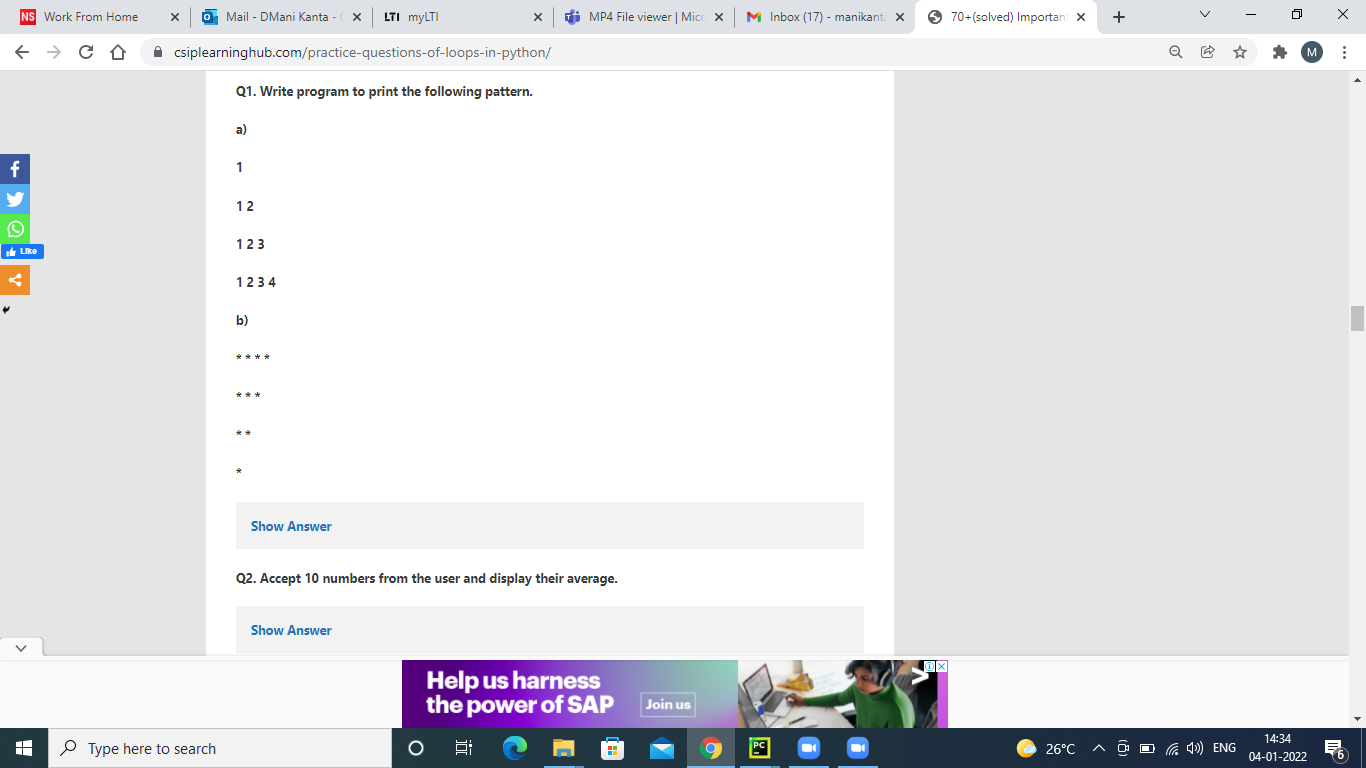 NS Work From Home
Mail - DMani Kanta -
LTI myLTI
MP4 File viewer | Micr
Inbox (17) - manikanta
70+(solved) Important
csiplearninghub.com/practice-questions-of-loops-in-python/
M
Q1. Write program to print the following pattern.
a)
1
1 2
1 2 3
1 2 3 4
b)
* * * *
* * *
* *
*
Show Answer
Q2. Accept 10 numbers from the user and display their average.
Show Answer
f
Like
Help us harness
the power of SAP
Join us
Type here to search
PC
26°C
ENG
14:34
04-01-2022
6